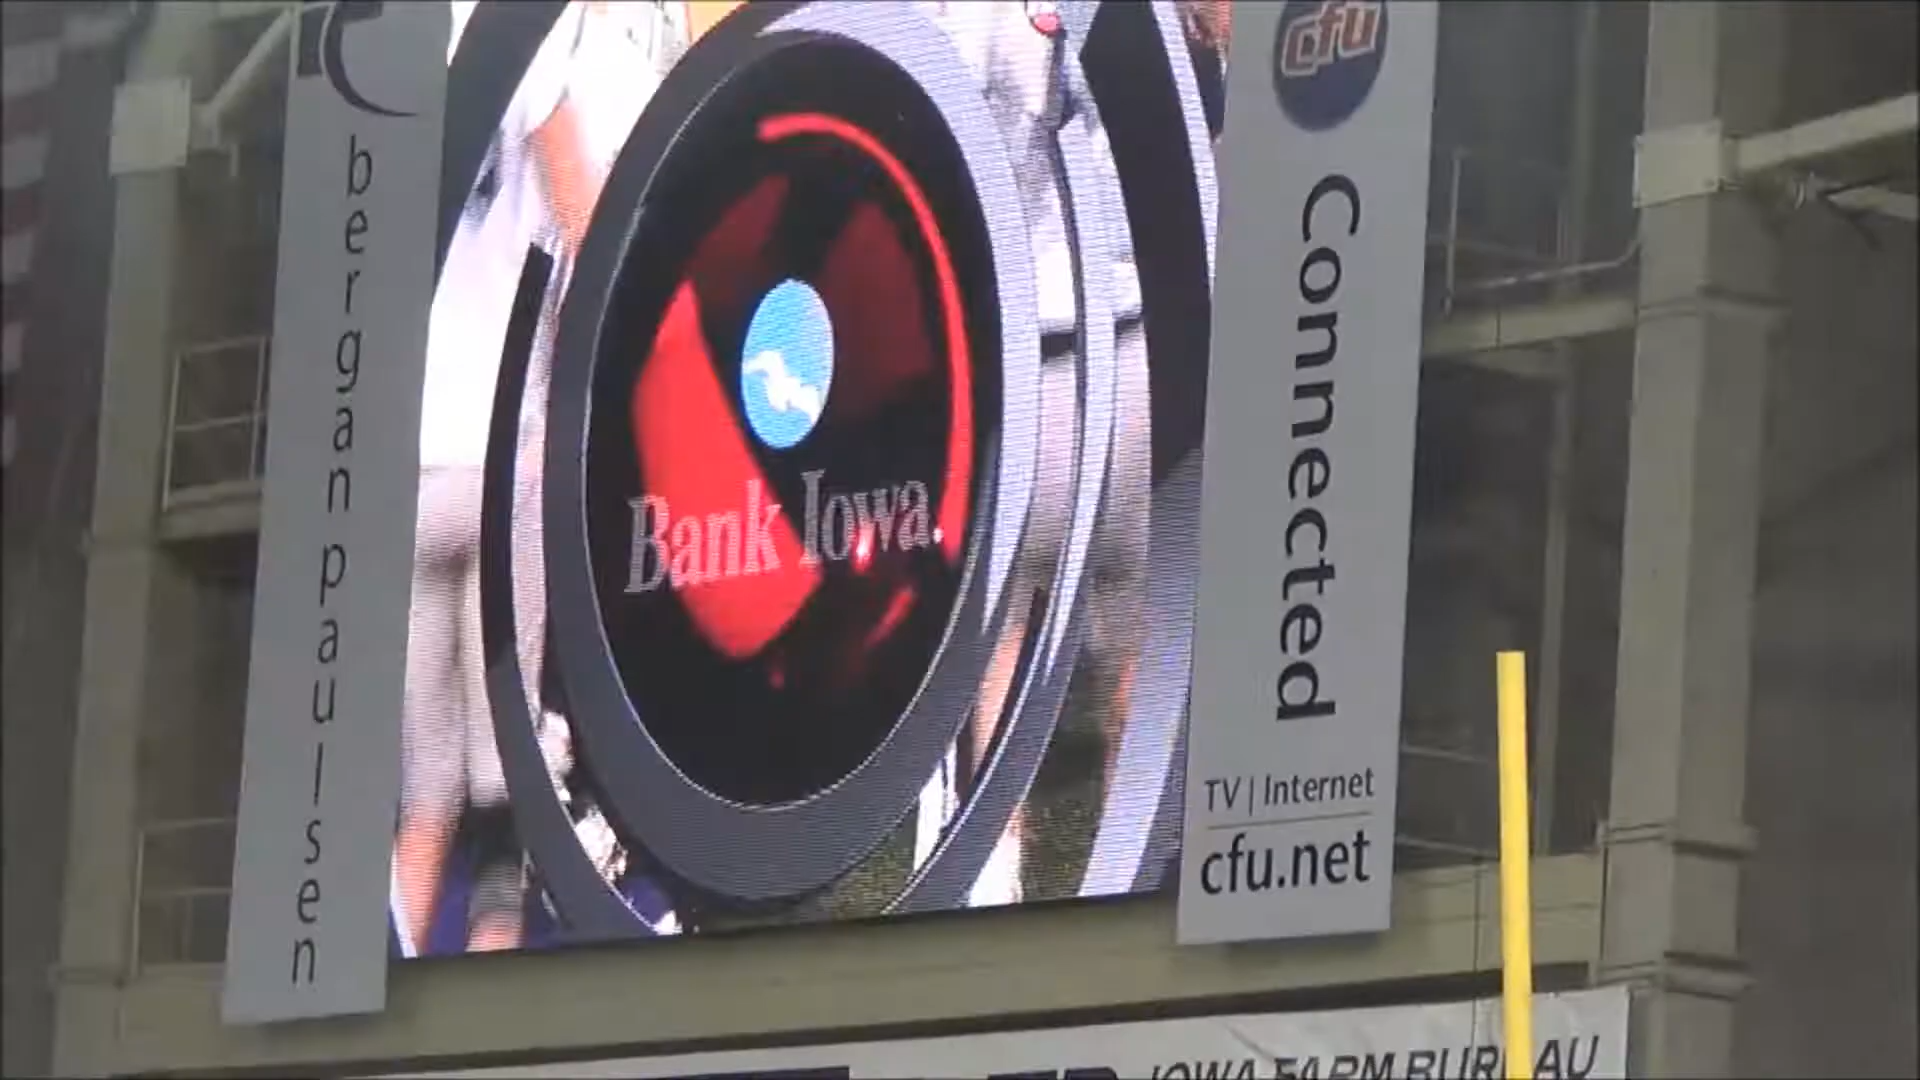 bergan paulsen
Bank Iowa.
cfu
Connected
TV | Internet
cfu.net
IOWA FARM BUREAU